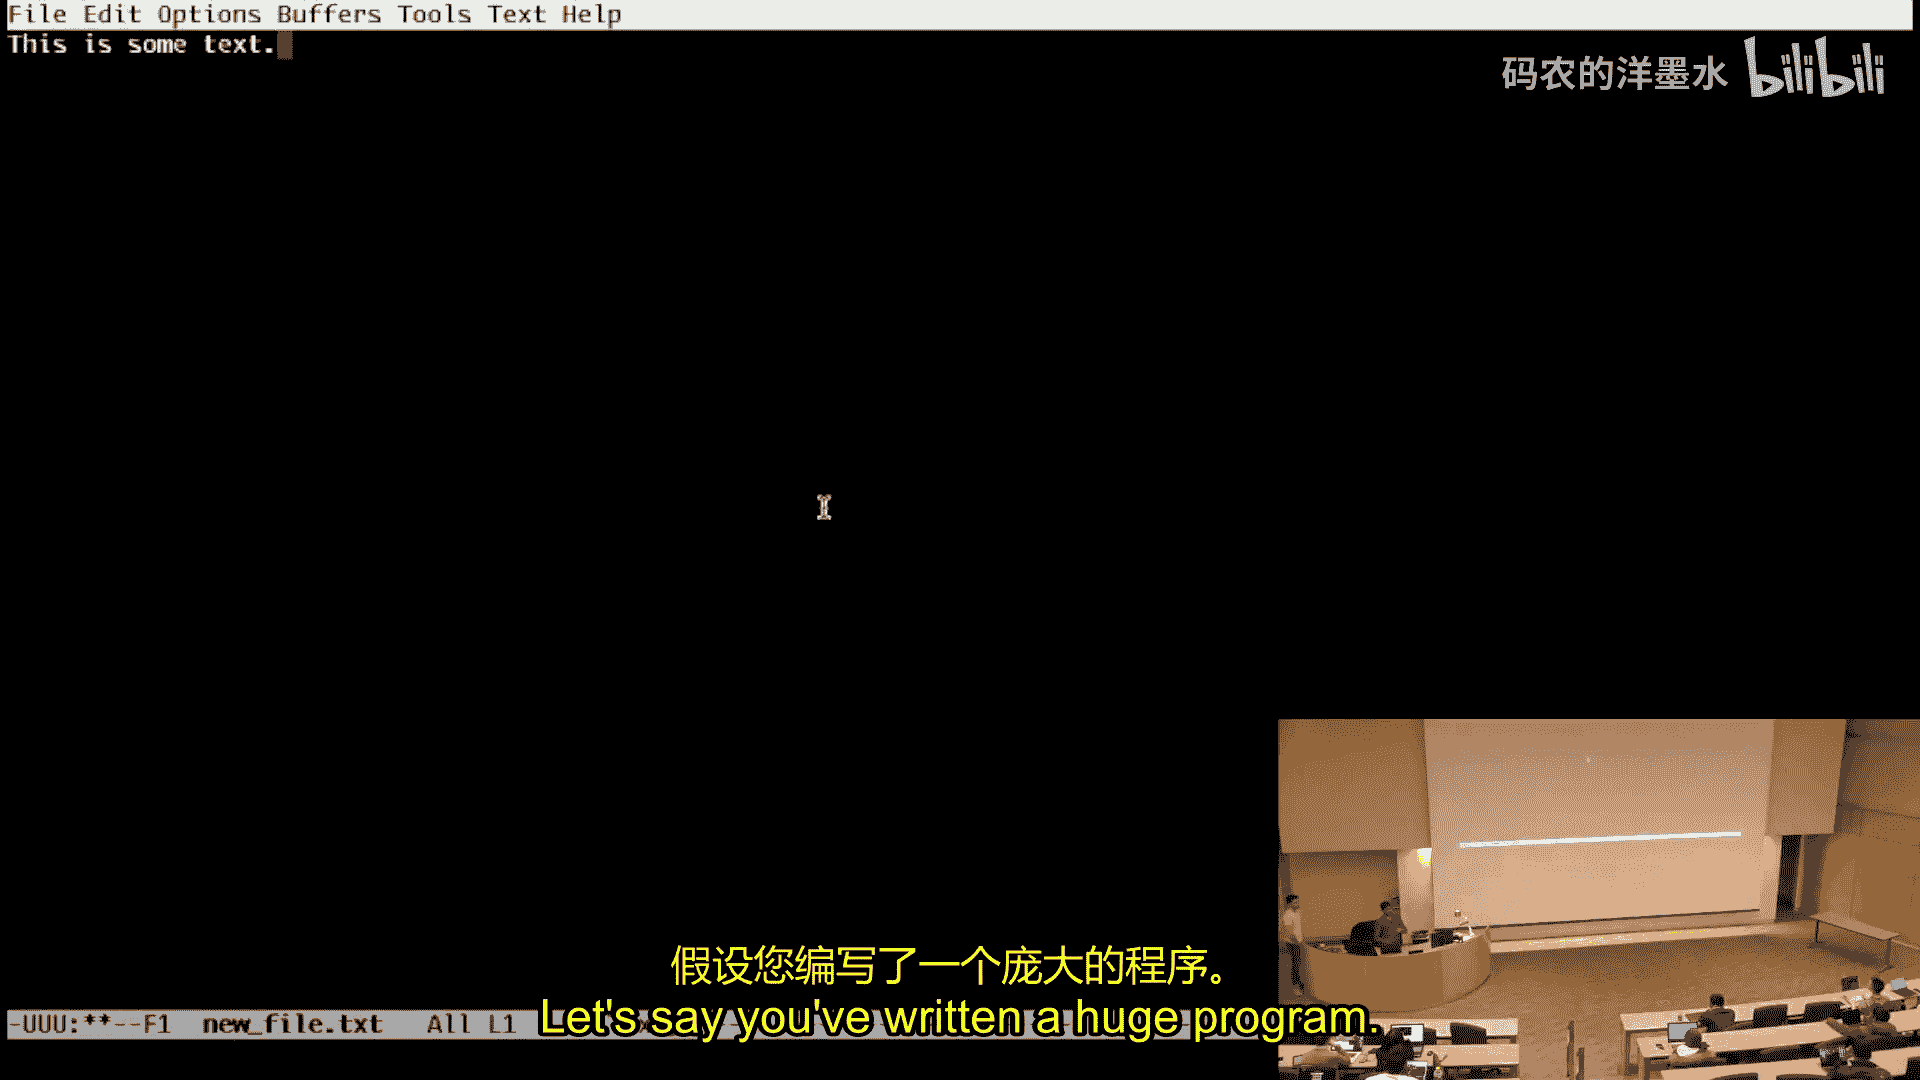 File Edit Options Buffers Tools Text Help
This is some text.
码农的洋墨水 bilibili
假设您编写了一个庞大的程序。
-UUU:**--F1 new_file.txt All L1
Let's say you've written a huge program.